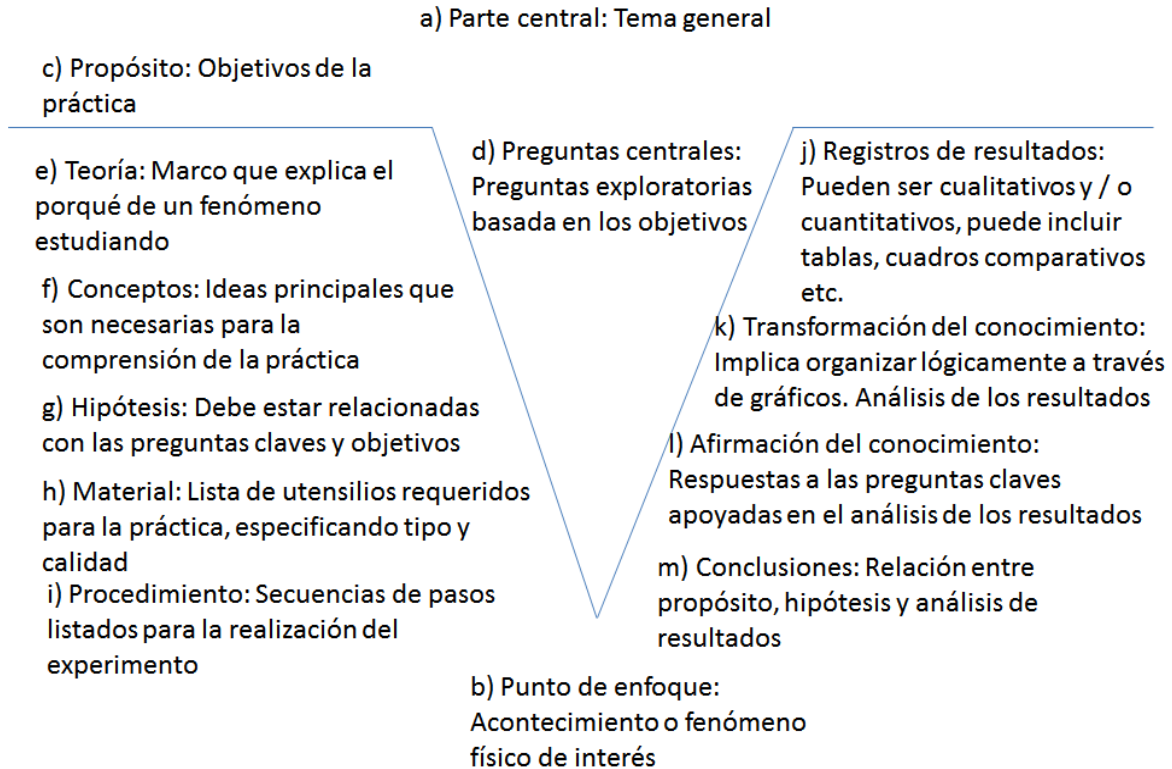 a) Parte central: Tema general
c) Propósito: Objetivos de la
práctica
d) Preguntas centrales:
Preguntas exploratorias
basada en los objetivos
e) Teoría: Marco que explica el
porqué de un fenómeno
estudiando
f) Conceptos: Ideas principales que
son necesarias para la
comprensión de la práctica
g) Hipótesis: Debe estar relacionadas
con las preguntas claves y objetivos
h) Material: Lista de utensilios requeridos
para la práctica, especificando tipo y
calidad
i) Procedimiento: Secuencias de pasos
listados para la realización del
experimento
j) Registros de resultados:
Pueden ser cualitativos y / o
cuantitativos, puede incluir
tablas, cuadros comparativos
etc.
k) Transformación del conocimiento:
Implica organizar lógicamente a través
de gráficos. Análisis de los resultados
l) Afirmación del conocimiento:
Respuestas a las preguntas claves
apoyadas en el análisis de los resultados
m) Conclusiones: Relación entre
propósito, hipótesis y análisis de
resultados
b) Punto de enfoque:
Acontecimiento o fenómeno
físico de interés